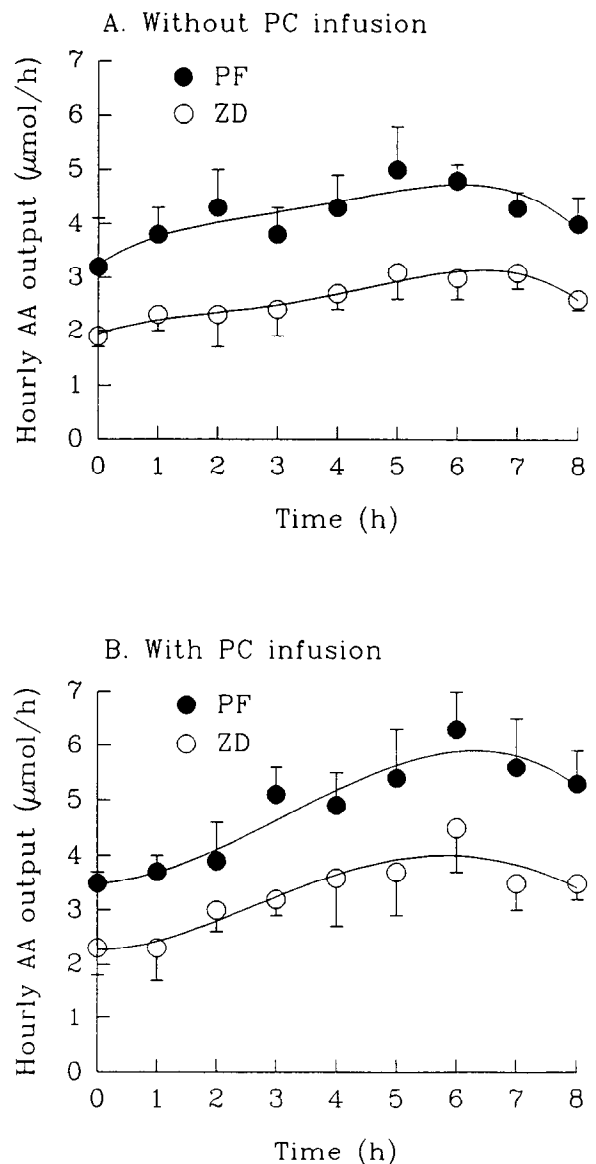 A. Without PC infusion
Hourly AA output (μmol/h)
7
6
5
4
3
2
1
0
PF
ZD
0 1 2 3 4 5 6 7 8
Time (h)
B. With PC infusion
Hourly AA output (μmol/h)
7
6
5
4
3
2
1
0
PF
ZD
0 1 2 3 4 5 6 7 8
Time (h)